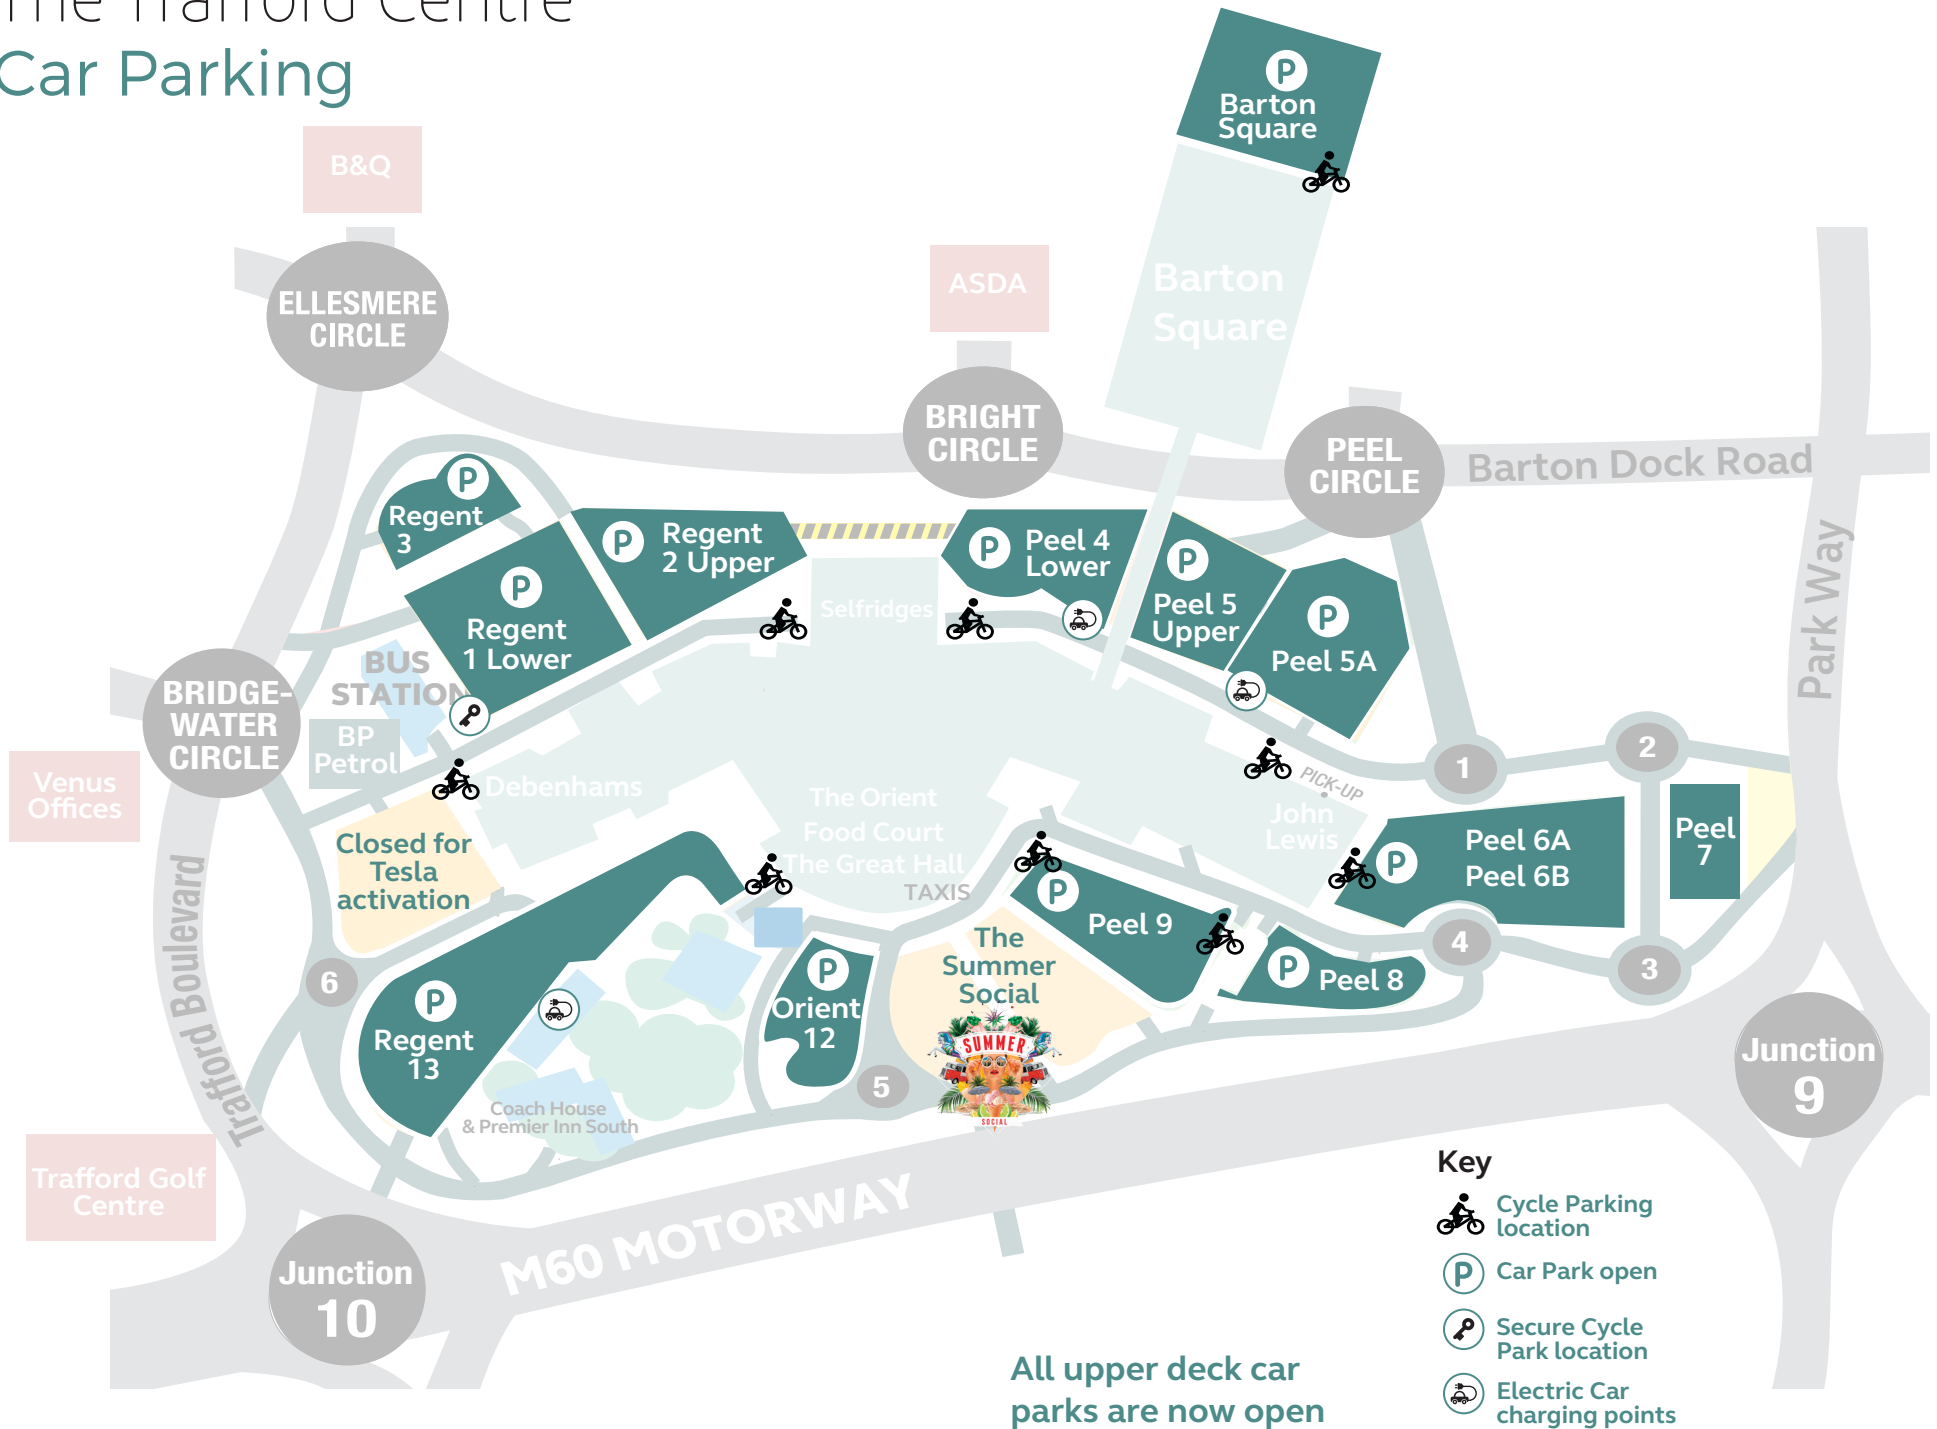 The Trafford Centre
Car Parking
B&Q
P
Barton
Square
ELLESMERE
CIRCLE
ASDA
Barton
Square
BRIGHT
CIRCLE
PEEL
CIRCLE
Barton Dock Road
Park Way
P
Regent
3
P
Regent
2 Upper
P
Peel 4
Lower
P
Peel 5
Upper
P
Peel 5A
P
Regent
1 Lower
Selfridges
BUS
STATION
BRIDGE-
WATER
CIRCLE
BP
Petrol
Venus
Offices
Debenhams
The Orient
Food Court
The Great Hall
TAXIS
PICK-UP
John
Lewis
1
2
P
Peel 6A
Peel 6B
Peel
7
Closed for
Tesla
activation
P
Peel 9
The
Summer
Social
SUMMER
SOCIAL
P
Peel 8
4
3
6
P
Regent
13
P
Orient
12
5
Trafford Boulevard
Coach House
& Premier Inn South
Junction
9
Trafford Golf
Centre
Junction
10
M60 MOTORWAY
Key
Cycle Parking
location
P
Car Park open
Secure Cycle
Park location
Electric Car
charging points
All upper deck car
parks are now open